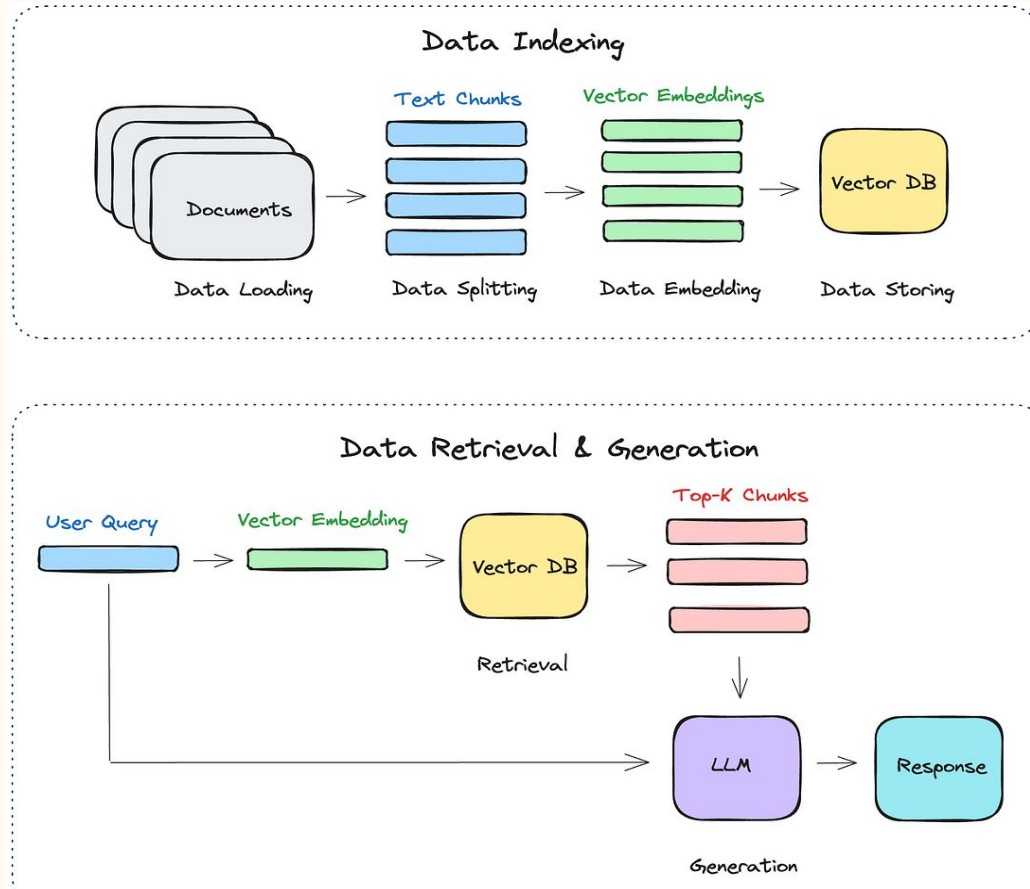 Data Indexing
Text Chunks
Vector Embeddings
Documents
Vector DB
Data Loading
Data Splitting
Data Embedding
Data Storing
Data Retrieval & Generation
Top-K Chunks
User Query
Vector Embedding
Vector DB
Retrieval
LLM
Response
Generation